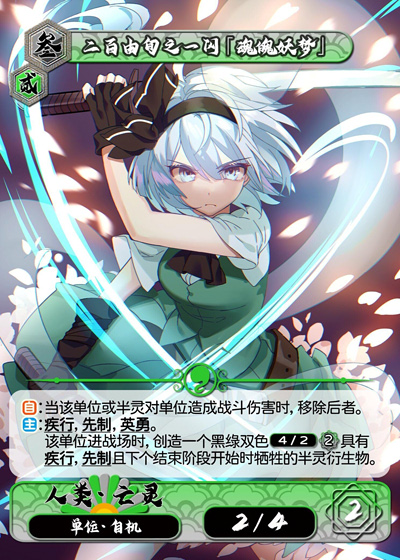 叁
二百由旬之一闪「魂魄妖梦」
贰
自:当该单位或半灵对单位造成战斗伤害时, 移除后者。
主:疾行, 先制, 英勇。
该单位进战场时, 创造一个黑绿双色 4/2 2 具有
疾行, 先制且下个结束阶段开始时牺牲的半灵衍生物。
人类·亡灵
单位·自机
2/4
2